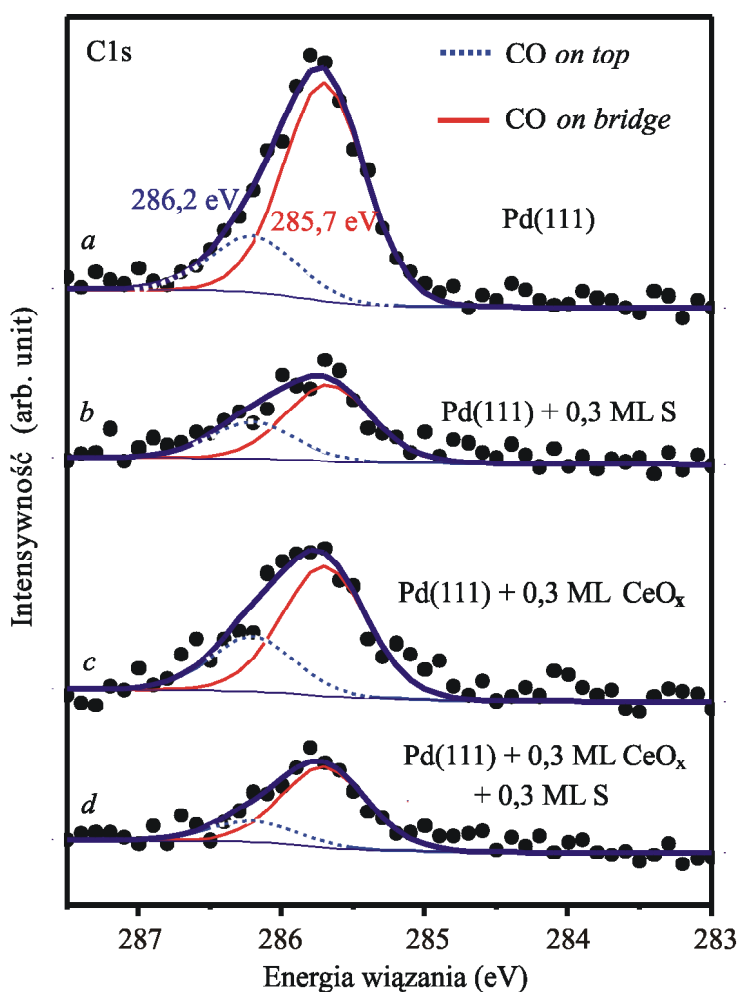 C1s
CO on top
CO on bridge
286,2 eV
285,7 eV
a
Pd(111)
b
Pd(111) + 0,3 ML S
Pd(111) + 0,3 ML CeOₓ
c
Pd(111) + 0,3 ML CeOₓ
+ 0,3 ML S
d
Intensywność (arb. unit)
287 286 285 284 283
Energia wiązania (eV)